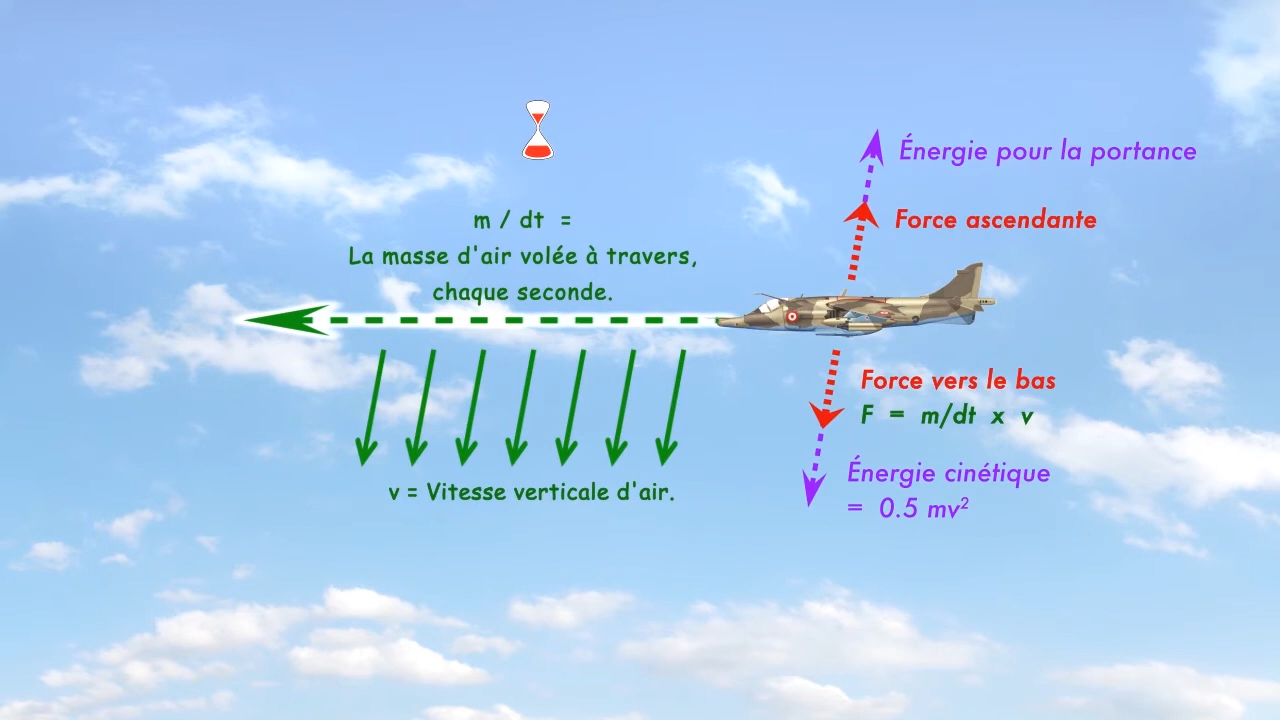 Énergie pour la portance
Force ascendante
m / dt =
La masse d'air volée à travers,
chaque seconde.
Force vers le bas
F = m/dt x v
Énergie cinétique
= 0.5 mv²
v = Vitesse verticale d'air.